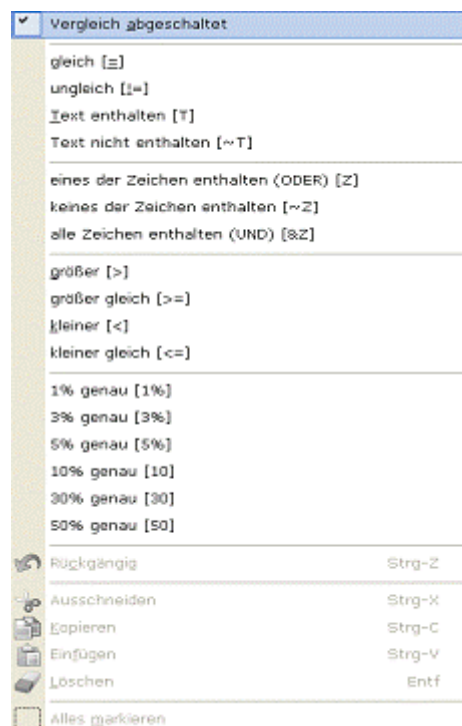 Vergleich abgeschaltet
gleich [=]
ungleich [!=]
Text enthalten [T]
Text nicht enthalten [~T]
eines der Zeichen enthalten (ODER) [Z]
keines der Zeichen enthalten [~Z]
alle Zeichen enthalten (UND) [&Z]
größer [>]
größer gleich [>=]
kleiner [<]
kleiner gleich [<=]
1% genau [1%]
3% genau [3%]
5% genau [5%]
10% genau [10]
30% genau [30]
50% genau [50]
Rückgängig Strg-Z
Ausschneiden Strg-X
Kopieren Strg-C
Einfügen Strg-V
Löschen Entf
Alles markieren